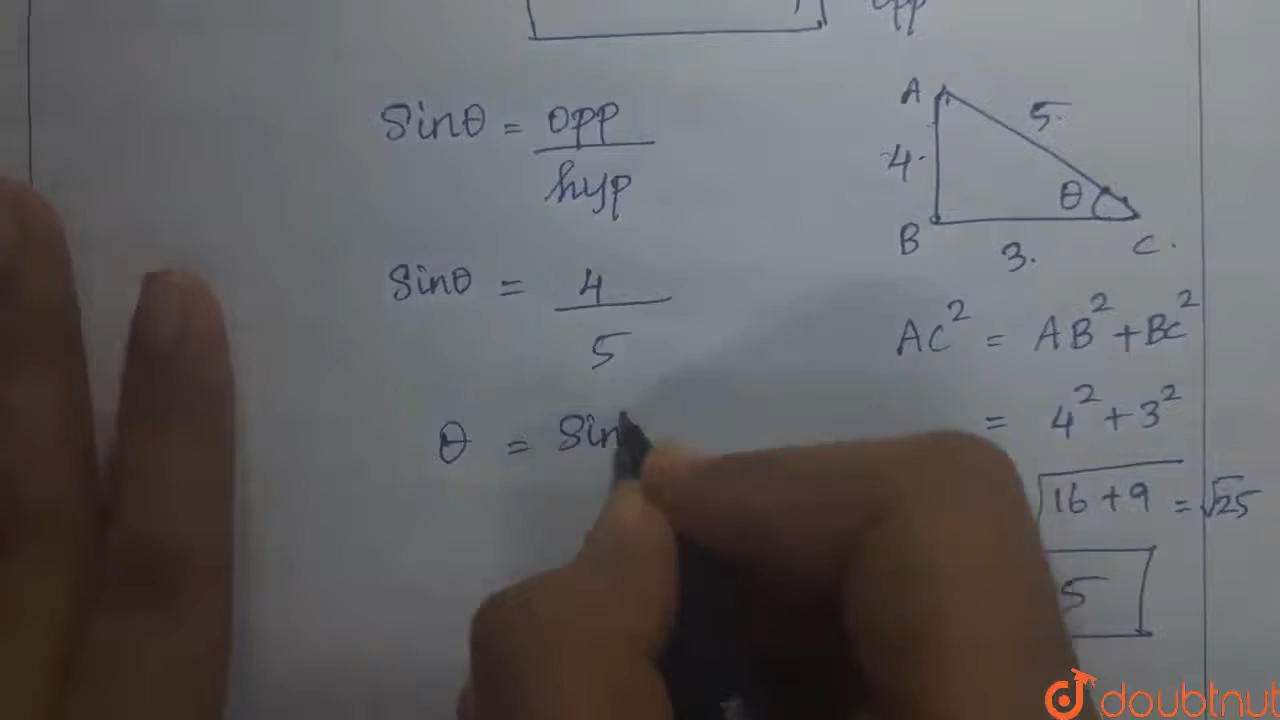 opp
Sinθ = opp
hyp
Sinθ = 4
5
θ = Sin
A
5.
4.
θ
B
3.
C.
AC² = AB² + BC²
= 4² + 3²
√16 + 9 = √25
5
doubtnut